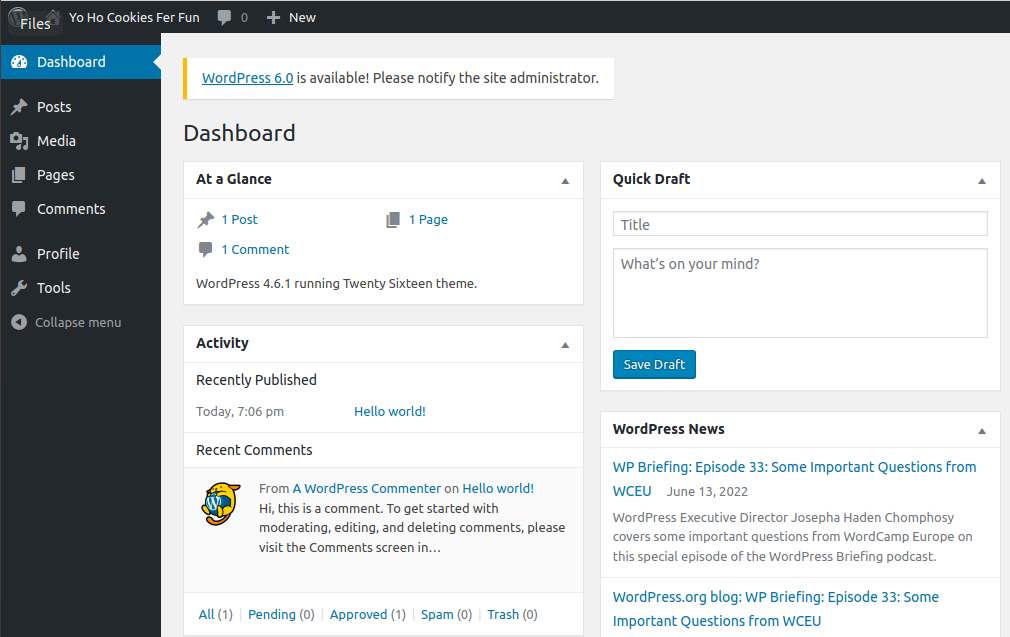 Files
Yo Ho Cookies Fer Fun
0
New
Dashboard
Posts
Media
Pages
Comments
Profile
Tools
Collapse menu
WordPress 6.0 is available! Please notify the site administrator.
Dashboard
At a Glance
1 Post
1 Page
1 Comment
WordPress 4.6.1 running Twenty Sixteen theme.
Activity
Recently Published
Today, 7:06 pm
Hello world!
Recent Comments
From A WordPress Commenter on Hello world!
Hi, this is a comment. To get started with
moderating, editing, and deleting comments, please
visit the Comments screen in…
All (1) | Pending (0) | Approved (1) | Spam (0) | Trash (0)
Quick Draft
Title
What's on your mind?
Save Draft
WordPress News
WP Briefing: Episode 33: Some Important Questions from
WCEU June 13, 2022
WordPress Executive Director Josepha Haden Chomphosy
covers some important questions from WordCamp Europe on
this special episode of the WordPress Briefing podcast.
WordPress.org blog: WP Briefing: Episode 33: Some
Important Questions from WCEU